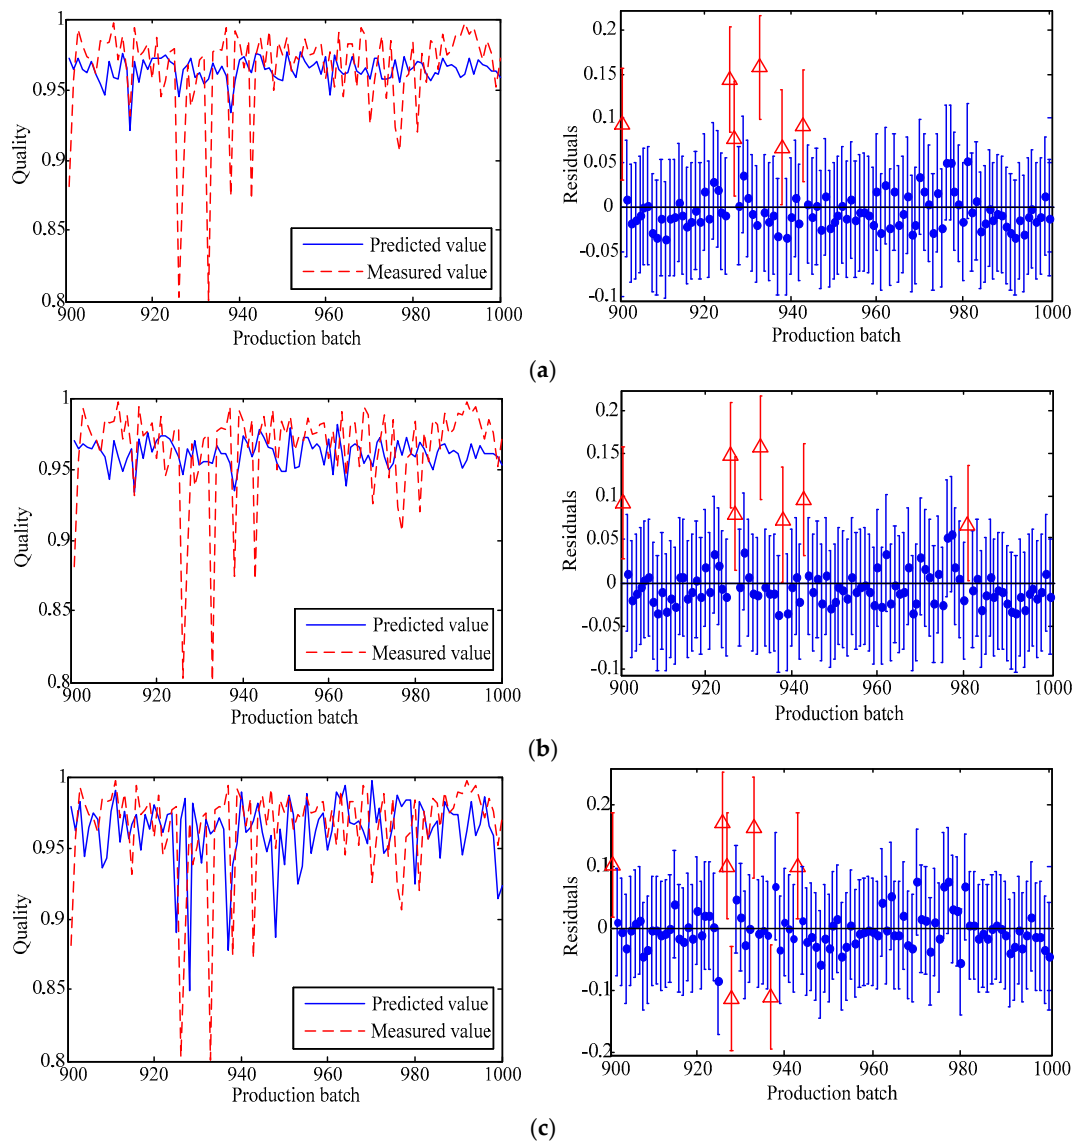 1
0.95
0.9
0.85
0.8
Quality
Predicted value
Measured value
900 920 940 960 980 1000
Production batch
0.2
0.15
0.1
0.05
0
-0.05
-0.1
Residuals
900 920 940 960 980 1000
Production batch
(a)
1
0.95
0.9
0.85
0.8
Quality
Predicted value
Measured value
900 920 940 960 980 1000
Production batch
0.2
0.15
0.1
0.05
0
-0.05
-0.1
Residuals
900 920 940 960 980 1000
Production batch
(b)
1
0.95
0.9
0.85
0.8
Quality
Predicted value
Measured value
900 920 940 960 980 1000
Production batch
0.2
0.1
0
-0.1
-0.2
Residuals
900 920 940 960 980 1000
Production batch
(c)